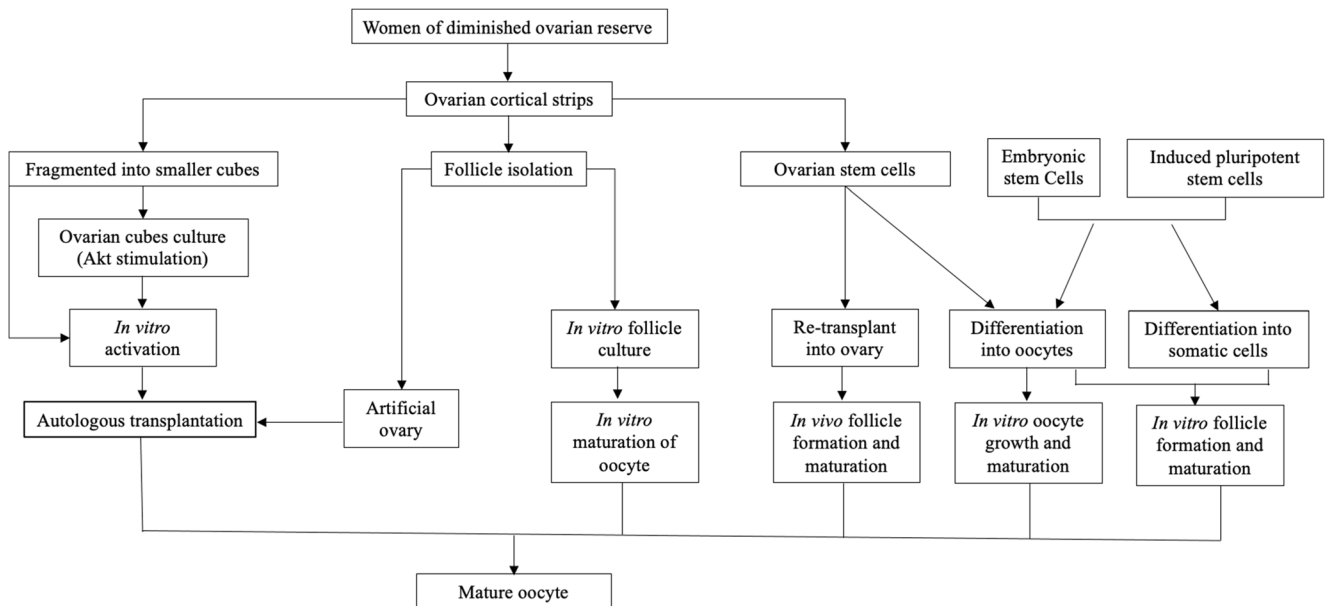 Women of diminished ovarian reserve
Ovarian cortical strips
Fragmented into smaller cubes
Follicle isolation
Ovarian stem cells
Embryonic
stem Cells
Induced pluripotent
stem cells
Ovarian cubes culture
(Akt stimulation)
In vitro
activation
In vitro follicle
culture
Re-transplant
into ovary
Differentiation
into oocytes
Differentiation into
somatic cells
Autologous transplantation
Artificial
ovary
In vitro
maturation of
oocyte
In vivo follicle
formation and
maturation
In vitro oocyte
growth and
maturation
In vitro follicle
formation and
maturation
Mature oocyte